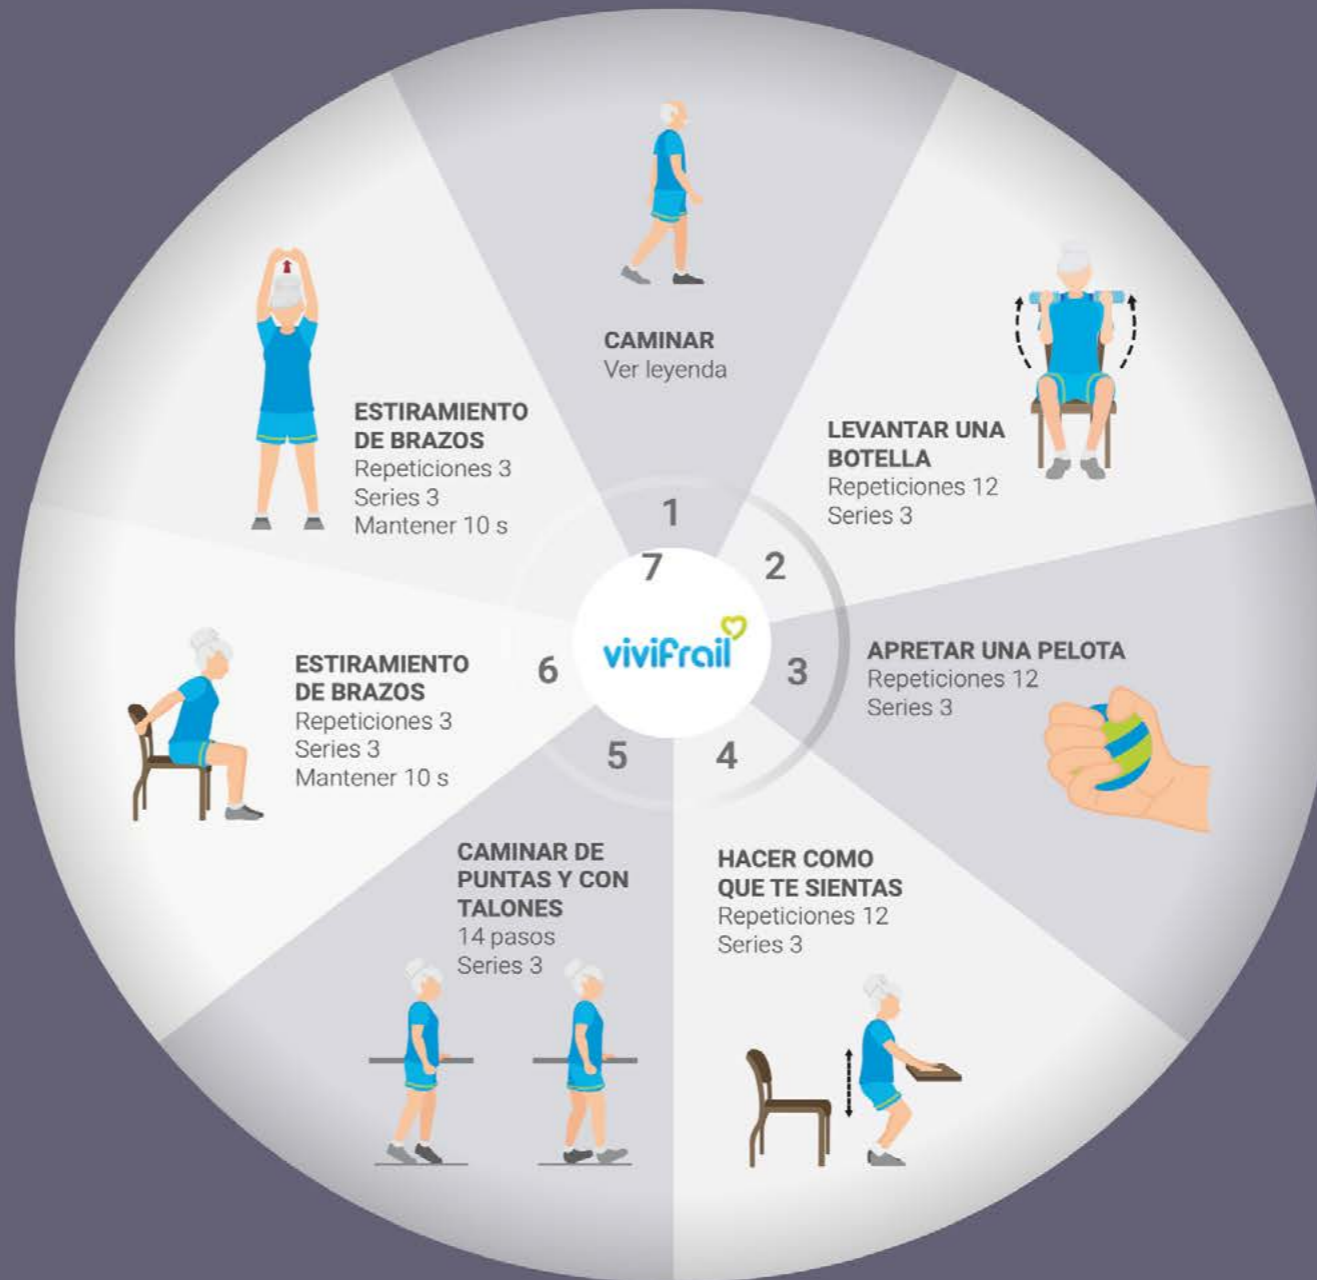 CAMINAR
Ver leyenda
1
LEVANTAR UNA
BOTELLA
Repeticiones 12
Series 3
2
APRETAR UNA PELOTA
Repeticiones 12
Series 3
3
HACER COMO
QUE TE SIENTAS
Repeticiones 12
Series 3
4
CAMINAR DE
PUNTAS Y CON
TALONES
14 pasos
Series 3
5
ESTIRAMIENTO
DE BRAZOS
Repeticiones 3
Series 3
Mantener 10 s
6
ESTIRAMIENTO
DE BRAZOS
Repeticiones 3
Series 3
Mantener 10 s
7
vivifrail